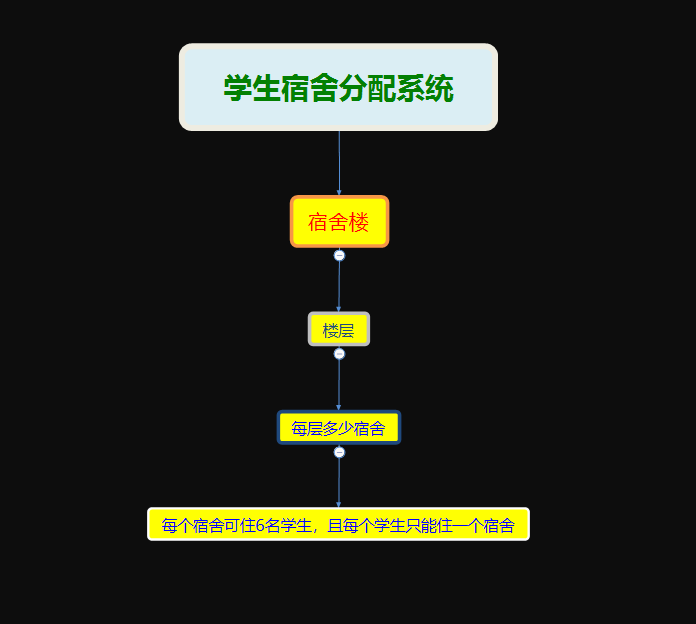 学生宿舍分配系统
宿舍楼
楼层
每层多少宿舍
每个宿舍可住6名学生，且每个学生只能住一个宿舍